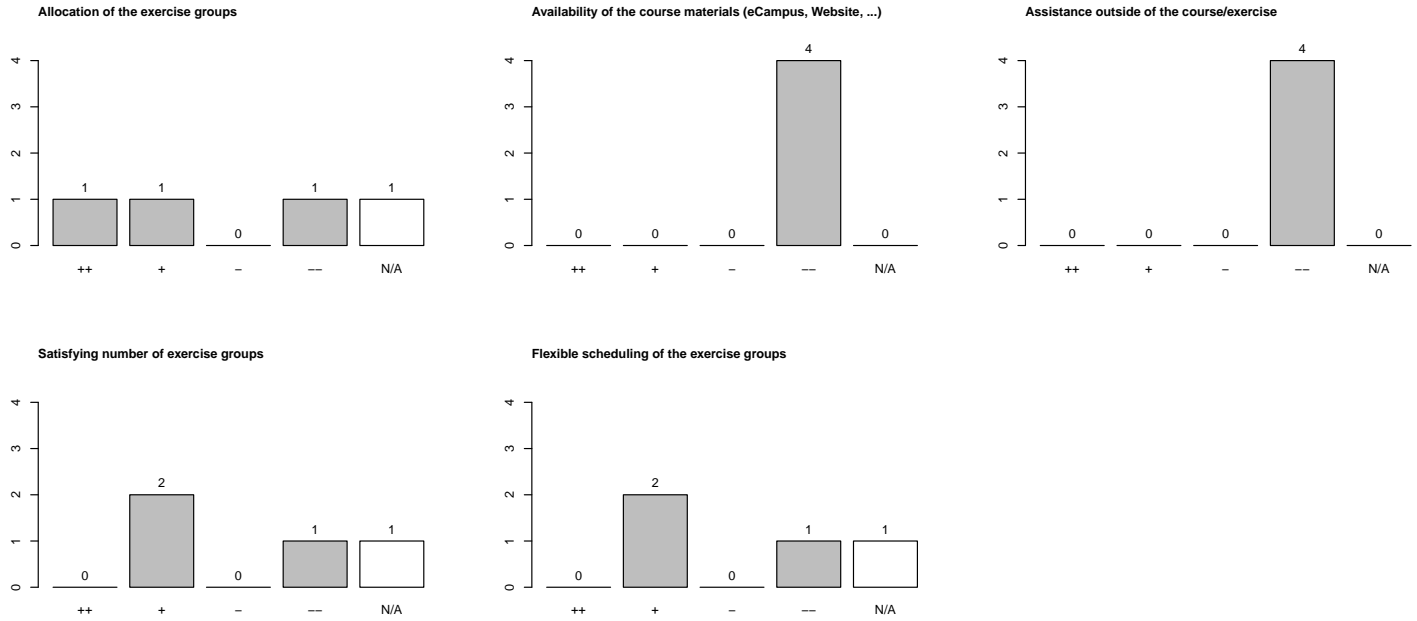 Allocation of the exercise groups
4
3
2
1
0
1 1 0 1 1
++ + − −− N/A
Availability of the course materials (eCampus, Website, ...)
4
3
2
1
0
0 0 0 4 0
++ + − −− N/A
Assistance outside of the course/exercise
4
3
2
1
0
0 0 0 4 0
++ + − −− N/A
Satisfying number of exercise groups
4
3
2
1
0
0 2 0 1 1
++ + − −− N/A
Flexible scheduling of the exercise groups
4
3
2
1
0
0 2 0 1 1
++ + − −− N/A